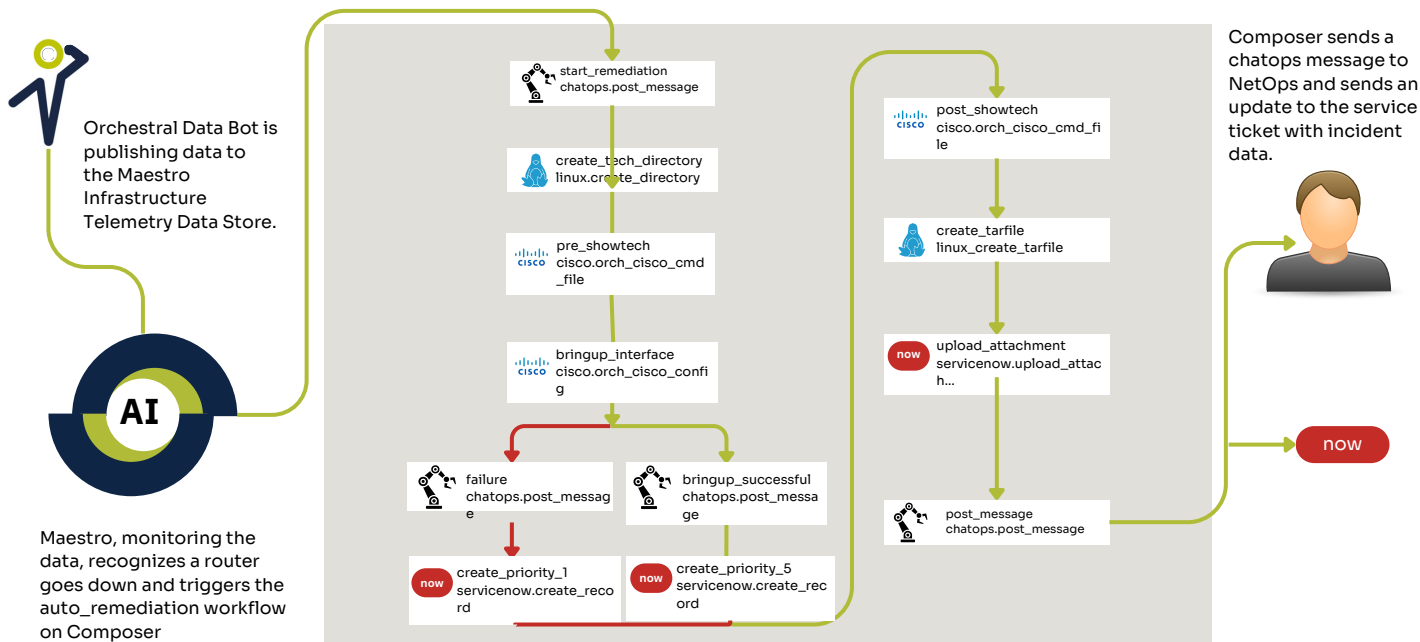 Orchestral Data Bot is
publishing data to
the Maestro
Infrastructure
Telemetry Data Store.
AI
Maestro, monitoring the
data, recognizes a router
goes down and triggers the
auto_remediation workflow
on Composer
start_remediation
chatops.post_message
create_tech_directory
linux.create_directory
CISCO
pre_showtech
cisco.orch_cisco_cmd
_file
CISCO
bringup_interface
cisco.orch_cisco_confi
g
failure
chatops.post_messag
e
bringup_successful
chatops.post_messa
ge
now
create_priority_1
servicenow.create_reco
rd
now
create_priority_5
servicenow.create_rec
ord
CISCO
post_showtech
cisco.orch_cisco_cmd_fi
le
create_tarfile
linux_create_tarfile
now
upload_attachment
servicenow.upload_attac
h...
post_message
chatops.post_message
Composer sends a
chatops message to
NetOps and sends an
update to the service
ticket with incident
data.
now